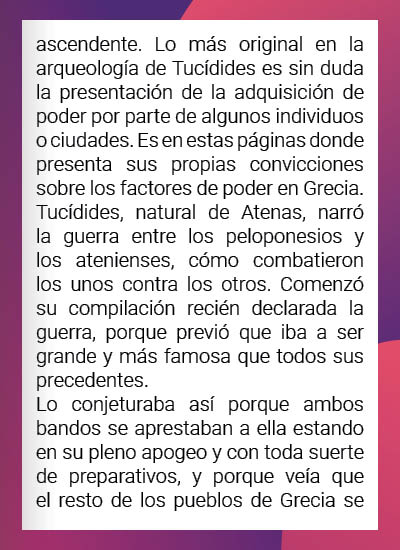 ascendente. Lo más original en la
arqueología de Tucídides es sin duda
la presentación de la adquisición de
poder por parte de algunos individuos
o ciudades. Es en estas páginas donde
presenta sus propias convicciones
sobre los factores de poder en Grecia.
Tucídides, natural de Atenas, narró
la guerra entre los peloponesios y
los atenienses, cómo combatieron
los unos contra los otros. Comenzó
su compilación recién declarada la
guerra, porque previó que iba a ser
grande y más famosa que todos sus
precedentes.
Lo conjeturaba así porque ambos
bandos se aprestaban a ella estando
en su pleno apogeo y con toda suerte
de preparativos, y porque veía que
el resto de los pueblos de Grecia se